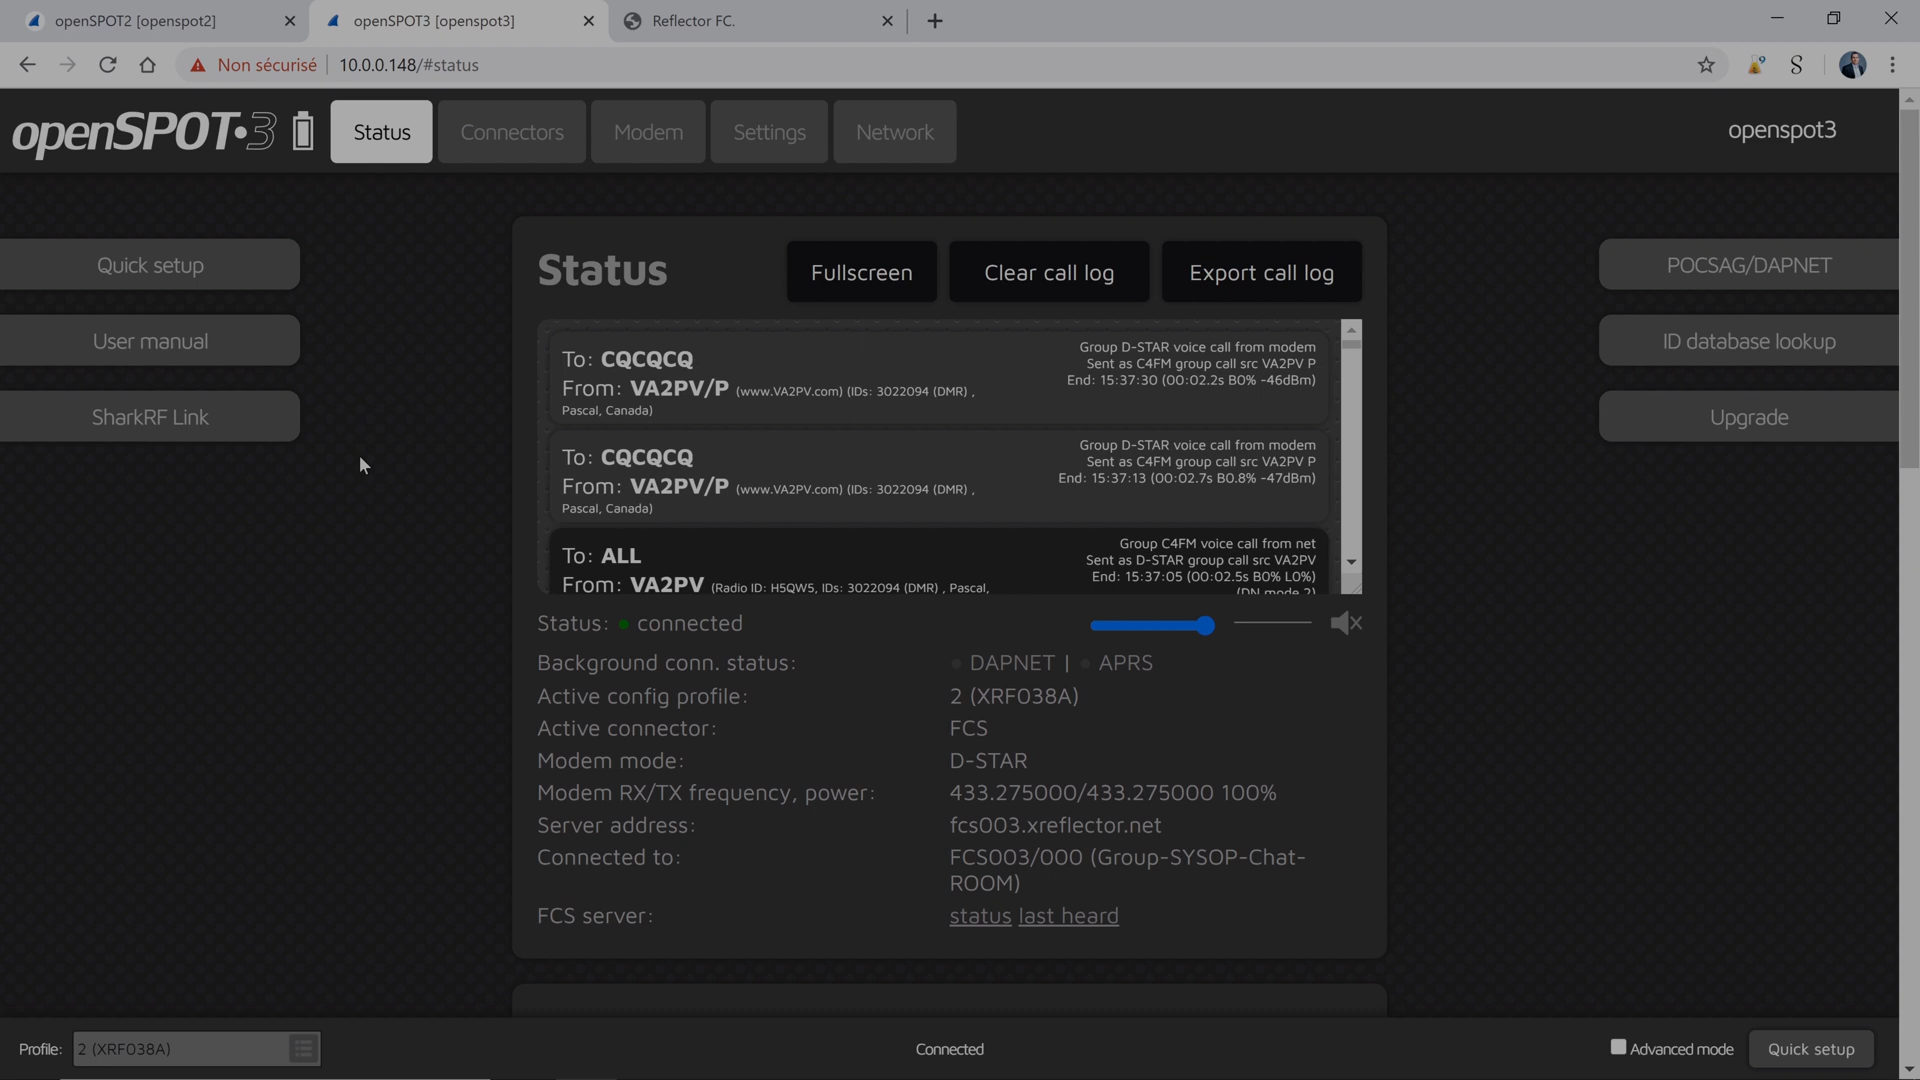 openSPOT2 [openspot2]
openSPOT3 [openspot3]
Reflector FC.
Non sécurisé
10.0.0.148/#status
openSPOT•3
Status
Connectors
Modem
Settings
Network
openspot3
Quick setup
User manual
SharkRF Link
POCSAG/DAPNET
ID database lookup
Upgrade
Status
Fullscreen
Clear call log
Export call log
To: CQCQCQ
From: VA2PV/P (www.VA2PV.com) (IDs: 3022094 (DMR) ,
Pascal, Canada)
Group D-STAR voice call from modem
Sent as C4FM group call src VA2PV P
End: 15:37:30 (00:02.2s B0% -46dBm)
To: CQCQCQ
From: VA2PV/P (www.VA2PV.com) (IDs: 3022094 (DMR) ,
Pascal, Canada)
Group D-STAR voice call from modem
Sent as C4FM group call src VA2PV P
End: 15:37:13 (00:02.7s B0.8% -47dBm)
To: ALL
From: VA2PV (Radio ID: H5QW5, IDs: 3022094 (DMR) , Pascal,
Group C4FM voice call from net
Sent as D-STAR group call src VA2PV
End: 15:37:05 (00:02.5s B0% L0%)
(DN mode 2)
Status: connected
Background conn. status: DAPNET | APRS
Active config profile: 2 (XRF038A)
Active connector: FCS
Modem mode: D-STAR
Modem RX/TX frequency, power: 433.275000/433.275000 100%
Server address: fcs003.xreflector.net
Connected to: FCS003/000 (Group-SYSOP-Chat-
ROOM)
FCS server: status last heard
Profile: 2 (XRF038A)
Connected
Advanced mode
Quick setup